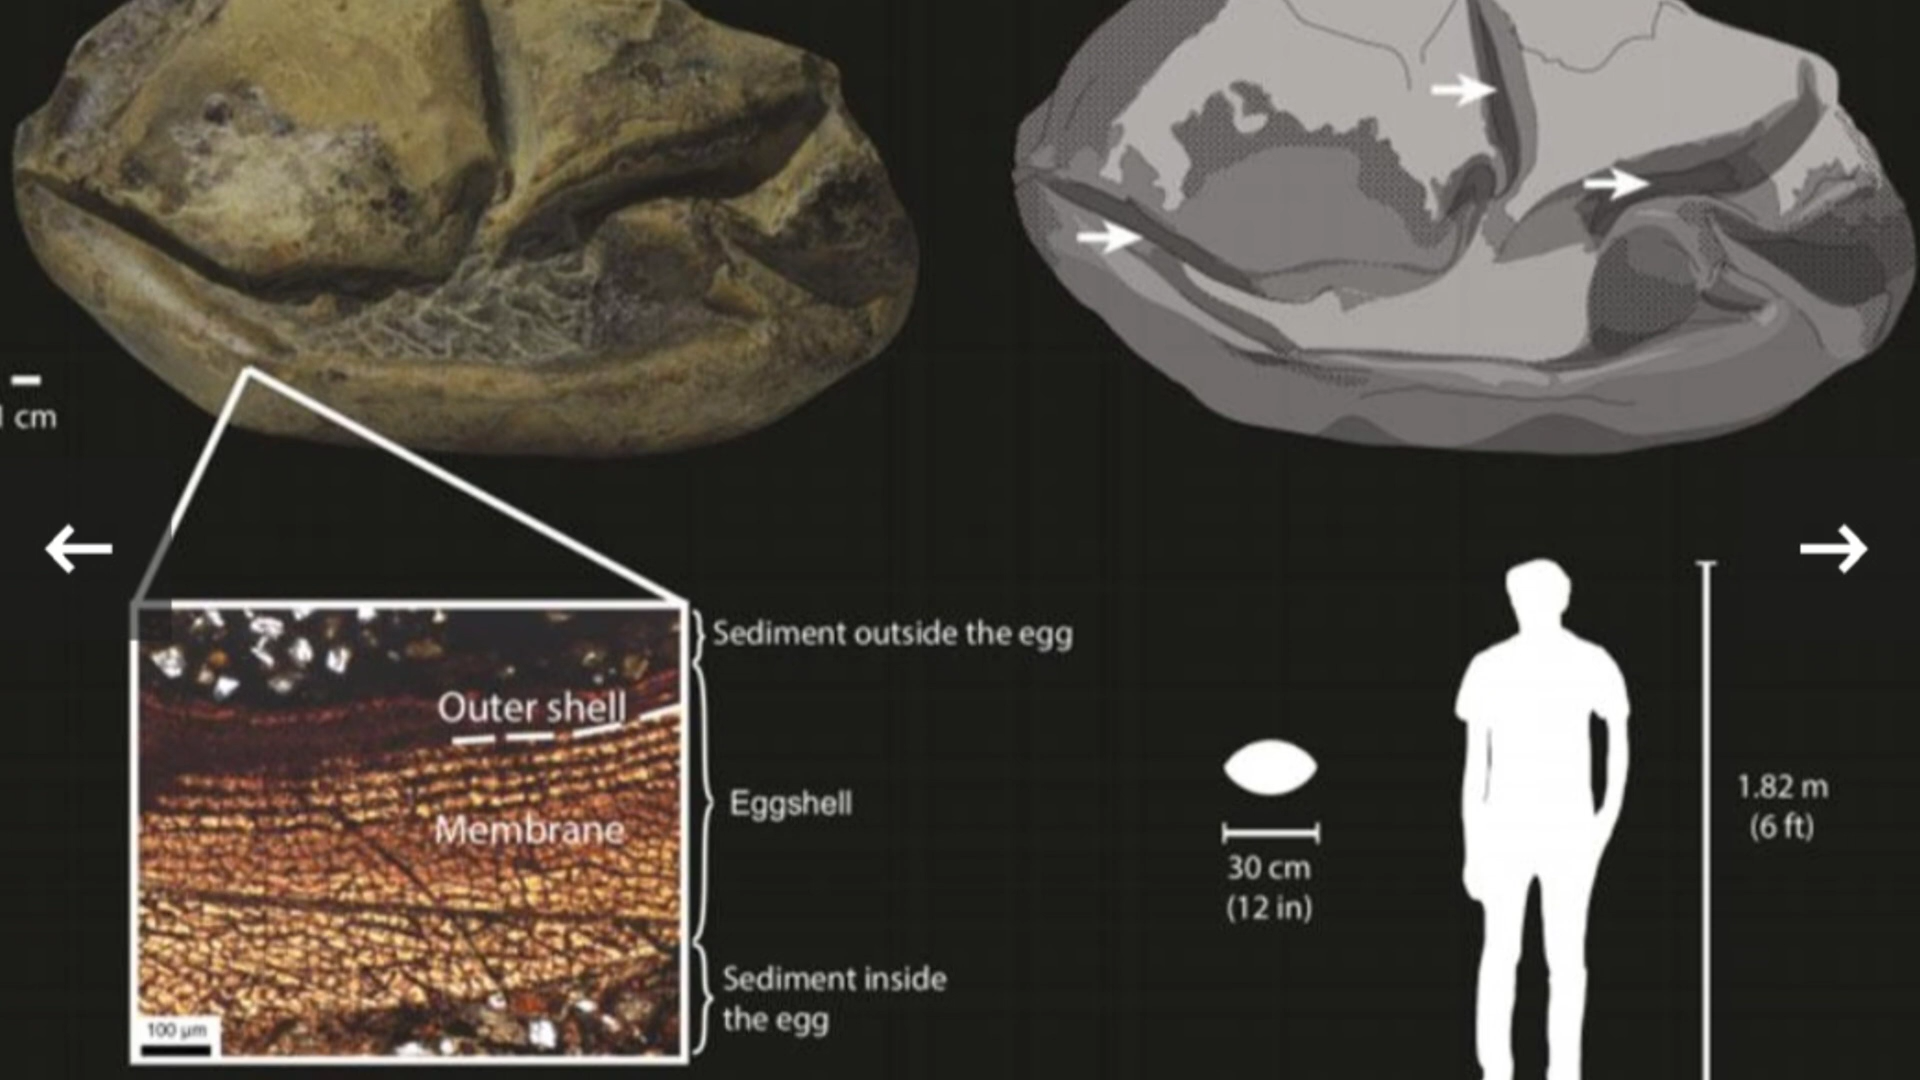 1 cm
Sediment outside the egg
Outer shell
Eggshell
Membrane
Sediment inside
the egg
100 µm
30 cm
(12 in)
1.82 m
(6 ft)